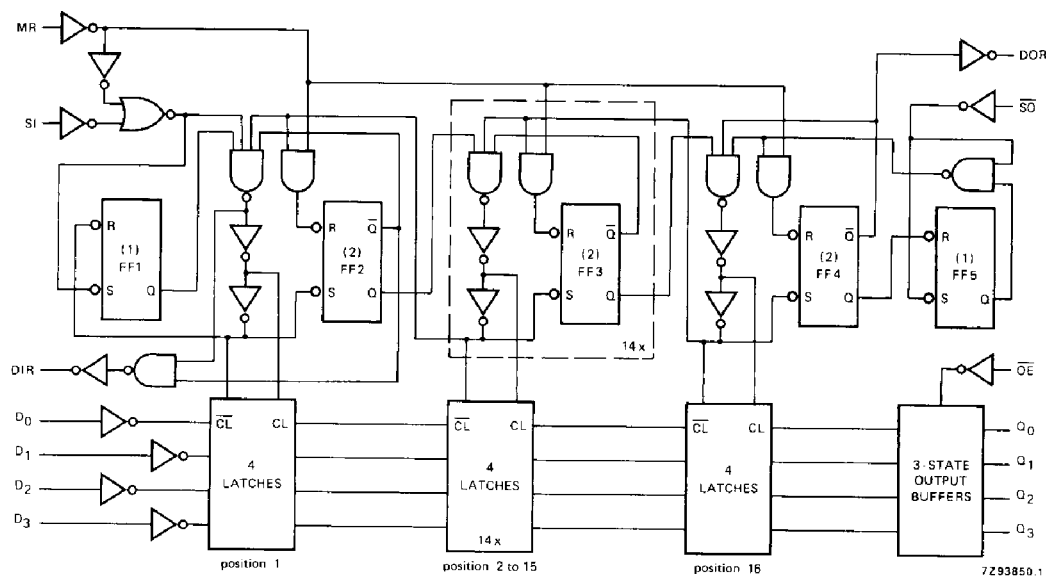 MR
DOR
SO
SI
R
(1)
FF1
S
Q
R
Q
(2)
FF2
S
Q
R
Q
(2)
FF3
S
Q
14x
R
Q
(2)
FF4
S
Q
R
(1)
FF5
S
Q
DIR
OE
D0
D1
D2
D3
CL CL
4
LATCHES
position 1
CL CL
4
LATCHES
14x
position 2 to 15
CL CL
4
LATCHES
position 16
3-STATE
OUTPUT
BUFFERS
Q0
Q1
Q2
Q3
7Z93850.1